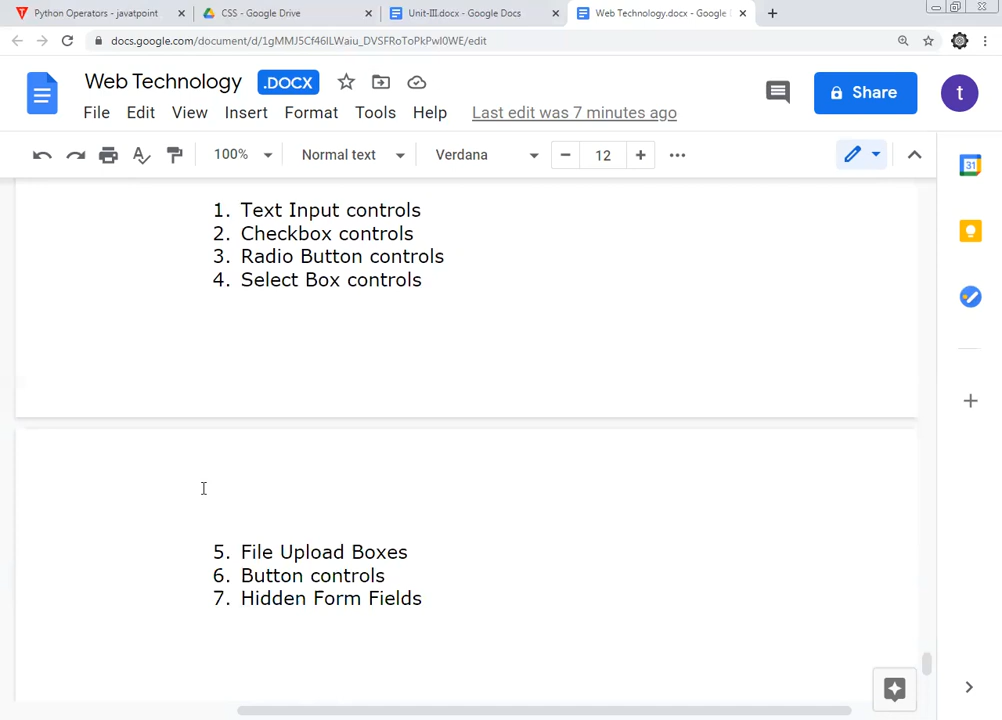 Python Operators - javatpoint
CSS - Google Drive
Unit-III.docx - Google Docs
Web Technology.docx - Google
docs.google.com/document/d/1gMMJ5Cf46ILWaiu_DVSFRoToPkPwI0WE/edit
Web Technology
.DOCX
Share
t
File Edit View Insert Format Tools Help Last edit was 7 minutes ago
100% Normal text Verdana 12
31
1. Text Input controls
2. Checkbox controls
3. Radio Button controls
4. Select Box controls
5. File Upload Boxes
6. Button controls
7. Hidden Form Fields